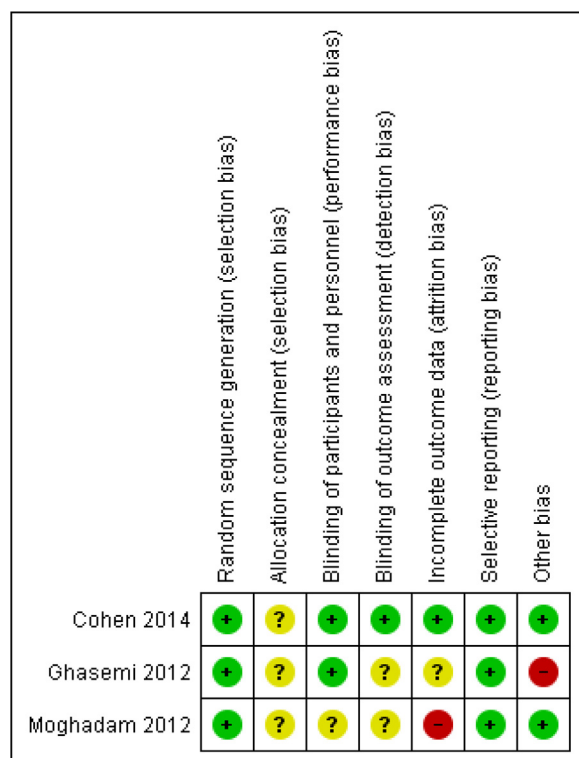 Random sequence generation (selection bias)
Allocation concealment (selection bias)
Blinding of participants and personnel (performance bias)
Blinding of outcome assessment (detection bias)
Incomplete outcome data (attrition bias)
Selective reporting (reporting bias)
Other bias
Cohen 2014 + ? + + + + +
Ghasemi 2012 + ? + ? ? + -
Moghadam 2012 + ? ? ? - + +